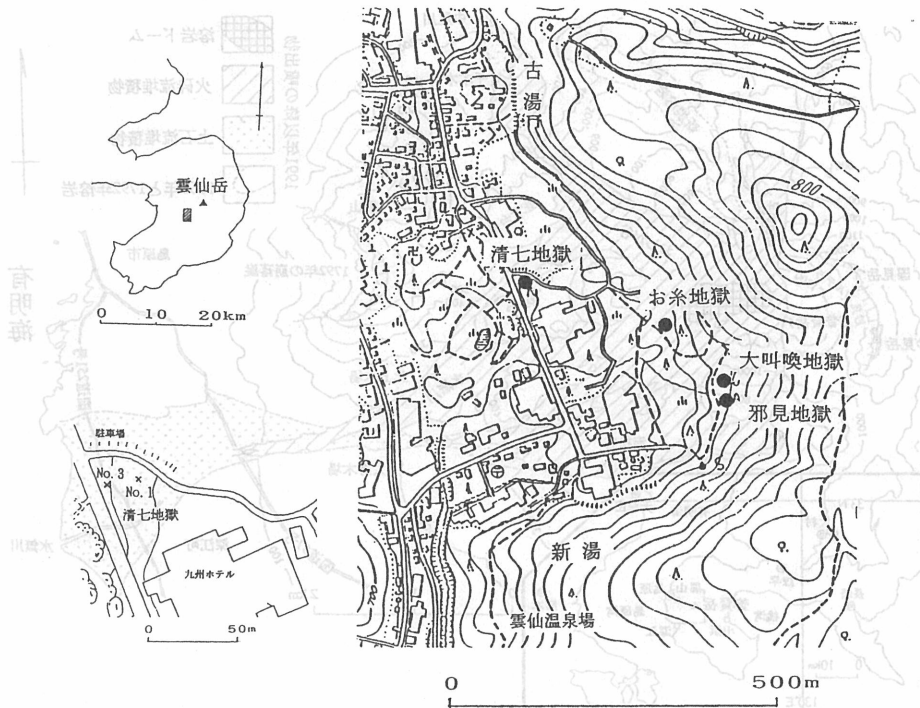 雲仙岳
0 10 20km
駐車場
No. 3
No. 1
清七地獄
九州ホテル
0 50m
古湯
800
清七地獄
お糸地獄
大叫喚地獄
邪見地獄
新湯
雲仙温泉場
0 500m